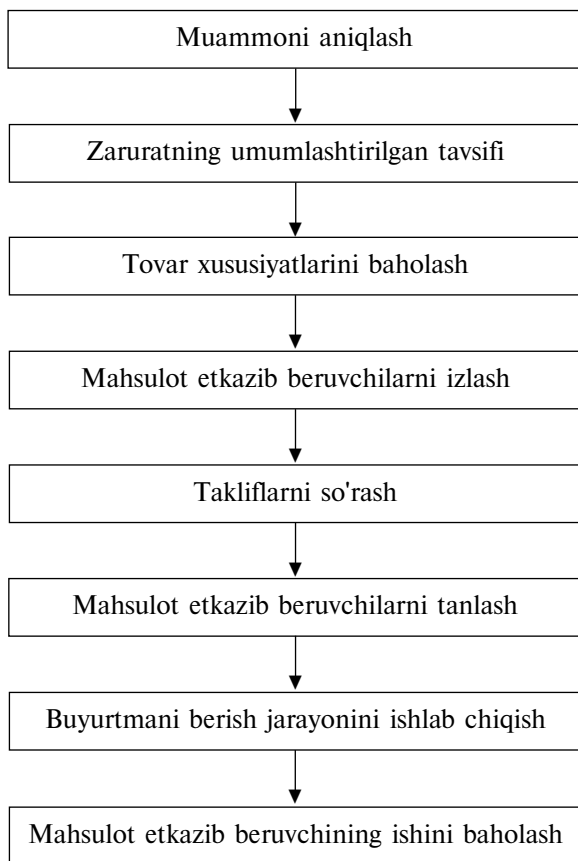 Muammoni aniqlash
Zaruratning umumlashtirilgan tavsifi
Tovar xususiyatlarini baholash
Mahsulot etkazib beruvchilarni izlash
Takliflarni so'rash
Mahsulot etkazib beruvchilarni tanlash
Buyurtmani berish jarayonini ishlab chiqish
Mahsulot etkazib beruvchining ishini baholash